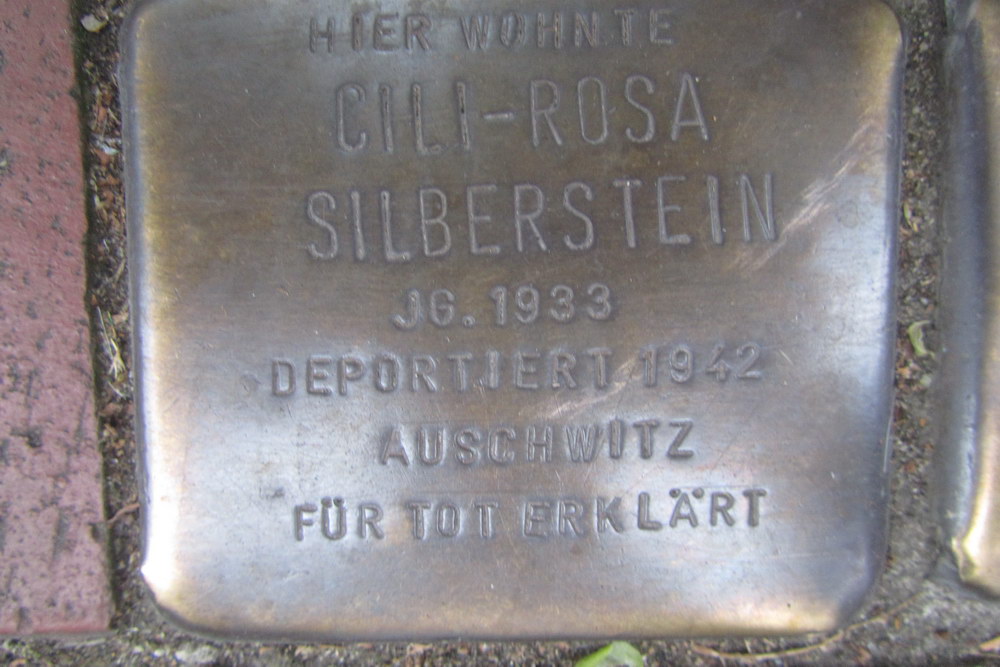 HIER WOHNTE
CILI-ROSA
SILBERSTEIN
JG. 1933
DEPORTIERT 1942
AUSCHWITZ
FÜR TOT ERKLÄRT